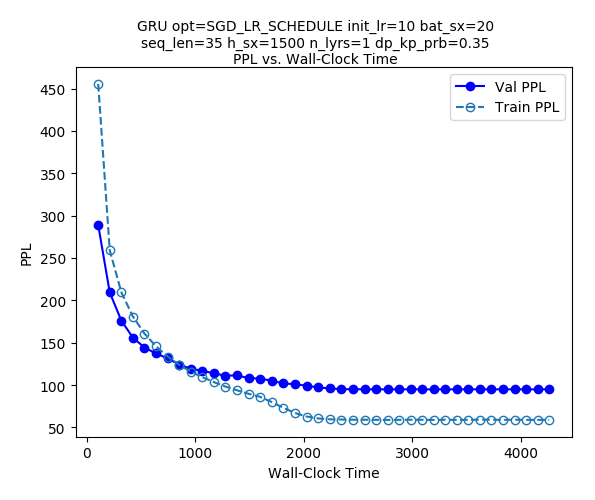 GRU opt=SGD_LR_SCHEDULE init_lr=10 bat_sx=20
seq_len=35 h_sx=1500 n_lyrs=1 dp_kp_prb=0.35
PPL vs. Wall-Clock Time
Val PPL
Train PPL
PPL
450
400
350
300
250
200
150
100
50
0 1000 2000 3000 4000
Wall-Clock Time